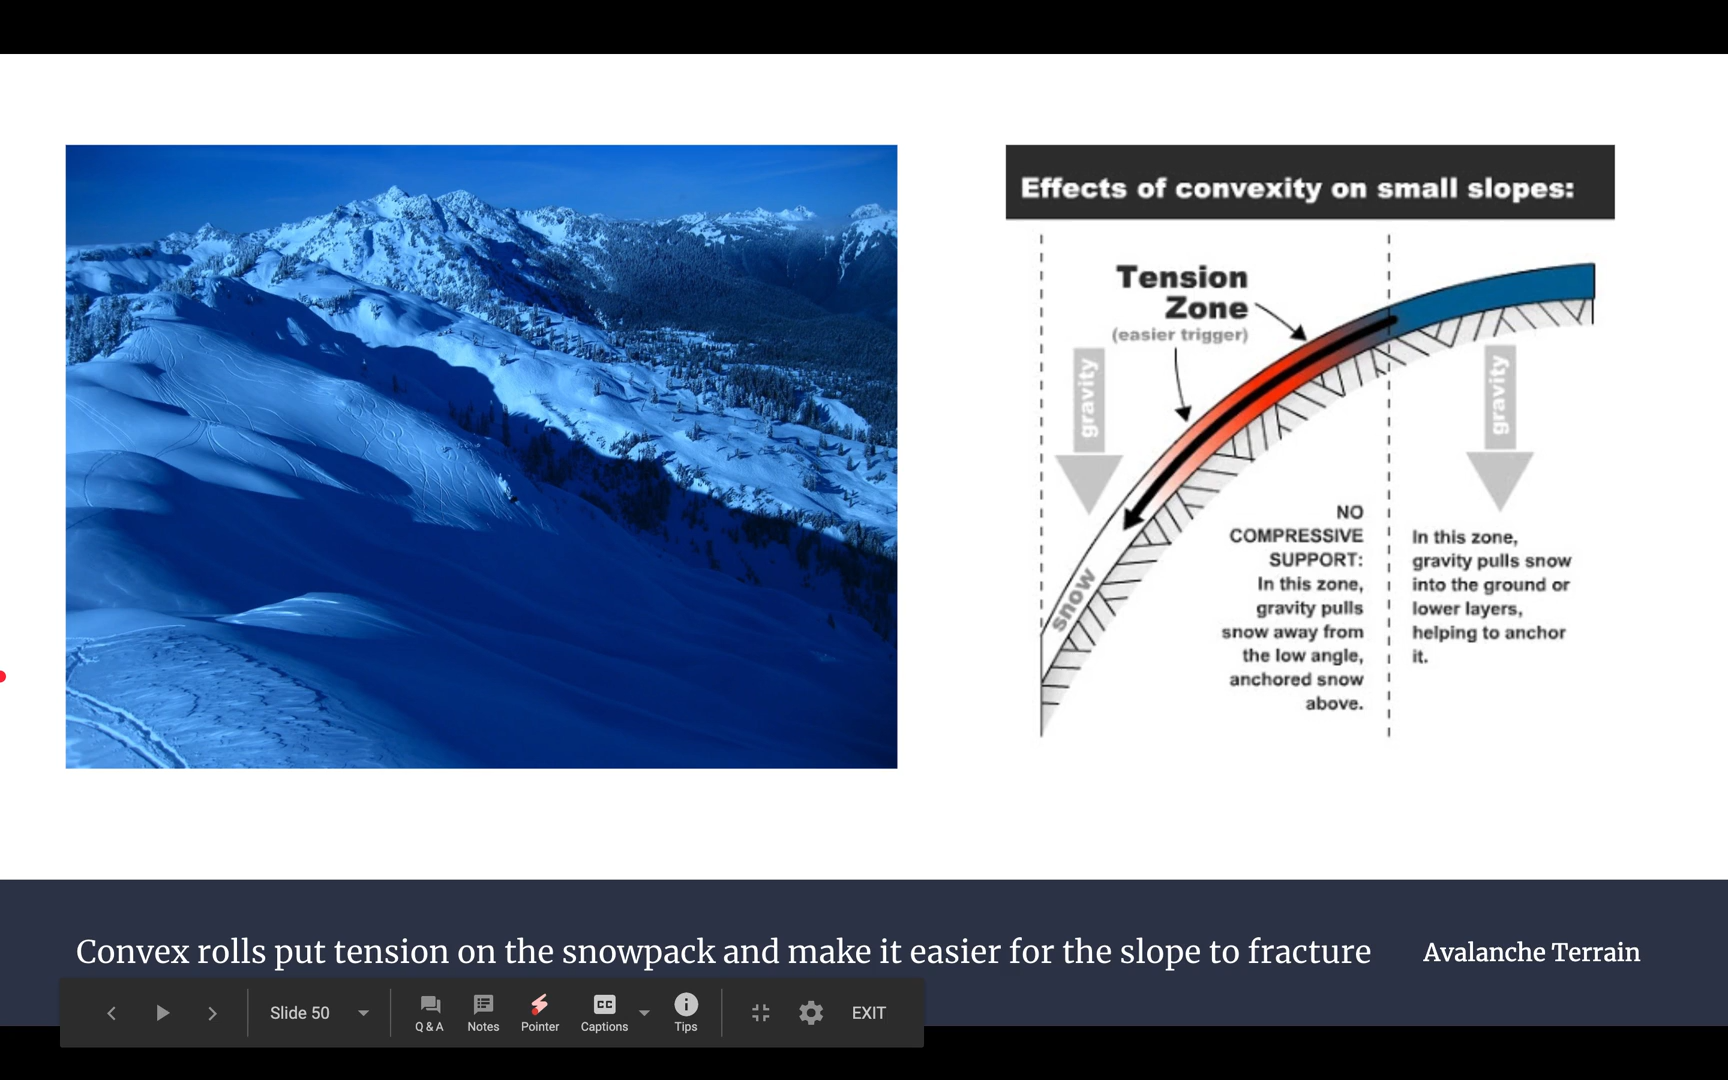 Effects of convexity on small slopes:
Tension
Zone
(easier trigger)
gravity
gravity
snow
NO
COMPRESSIVE
SUPPORT:
In this zone,
gravity pulls
snow away from
the low angle,
anchored snow
above.
In this zone,
gravity pulls snow
into the ground or
lower layers,
helping to anchor
it.
Convex rolls put tension on the snowpack and make it easier for the slope to fracture
Avalanche Terrain
Slide 50
Q & A
Notes
Pointer
CC
Captions
Tips
EXIT